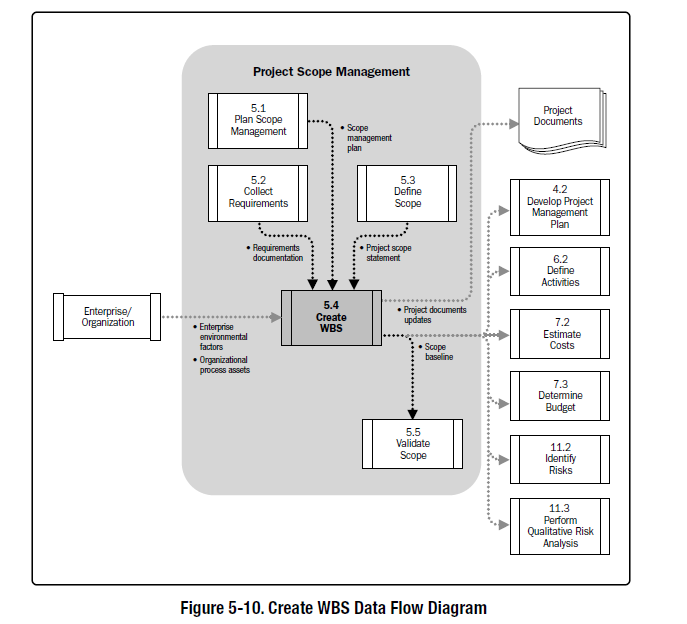 Project Scope Management
5.1
Plan Scope
Management
• Scope
management
plan
Project
Documents
5.2
Collect
Requirements
5.3
Define
Scope
4.2
Develop Project
Management
Plan
• Requirements
documentation
• Project scope
statement
6.2
Define
Activities
Enterprise/
Organization
• Enterprise
environmental
factors
• Organizational
process assets
5.4
Create
WBS
• Project documents
updates
• Scope
baseline
7.2
Estimate
Costs
7.3
Determine
Budget
5.5
Validate
Scope
11.2
Identify
Risks
11.3
Perform
Qualitative Risk
Analysis
Figure 5-10. Create WBS Data Flow Diagram